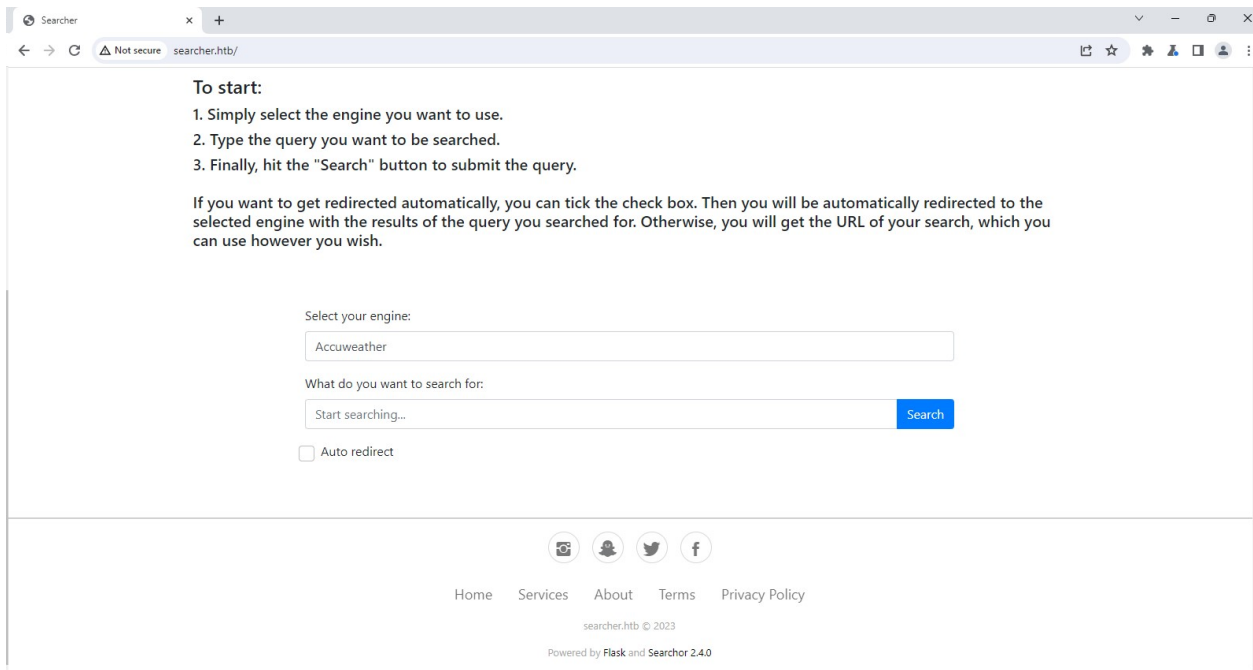 Searcher
Not secure
searcher.htb/
To start:
1. Simply select the engine you want to use.
2. Type the query you want to be searched.
3. Finally, hit the "Search" button to submit the query.
If you want to get redirected automatically, you can tick the check box. Then you will be automatically redirected to the
selected engine with the results of the query you searched for. Otherwise, you will get the URL of your search, which you
can use however you wish.
Select your engine:
Accuweather
What do you want to search for:
Start searching...
Search
Auto redirect
Home Services About Terms Privacy Policy
searcher.htb © 2023
Powered by Flask and Searchor 2.4.0